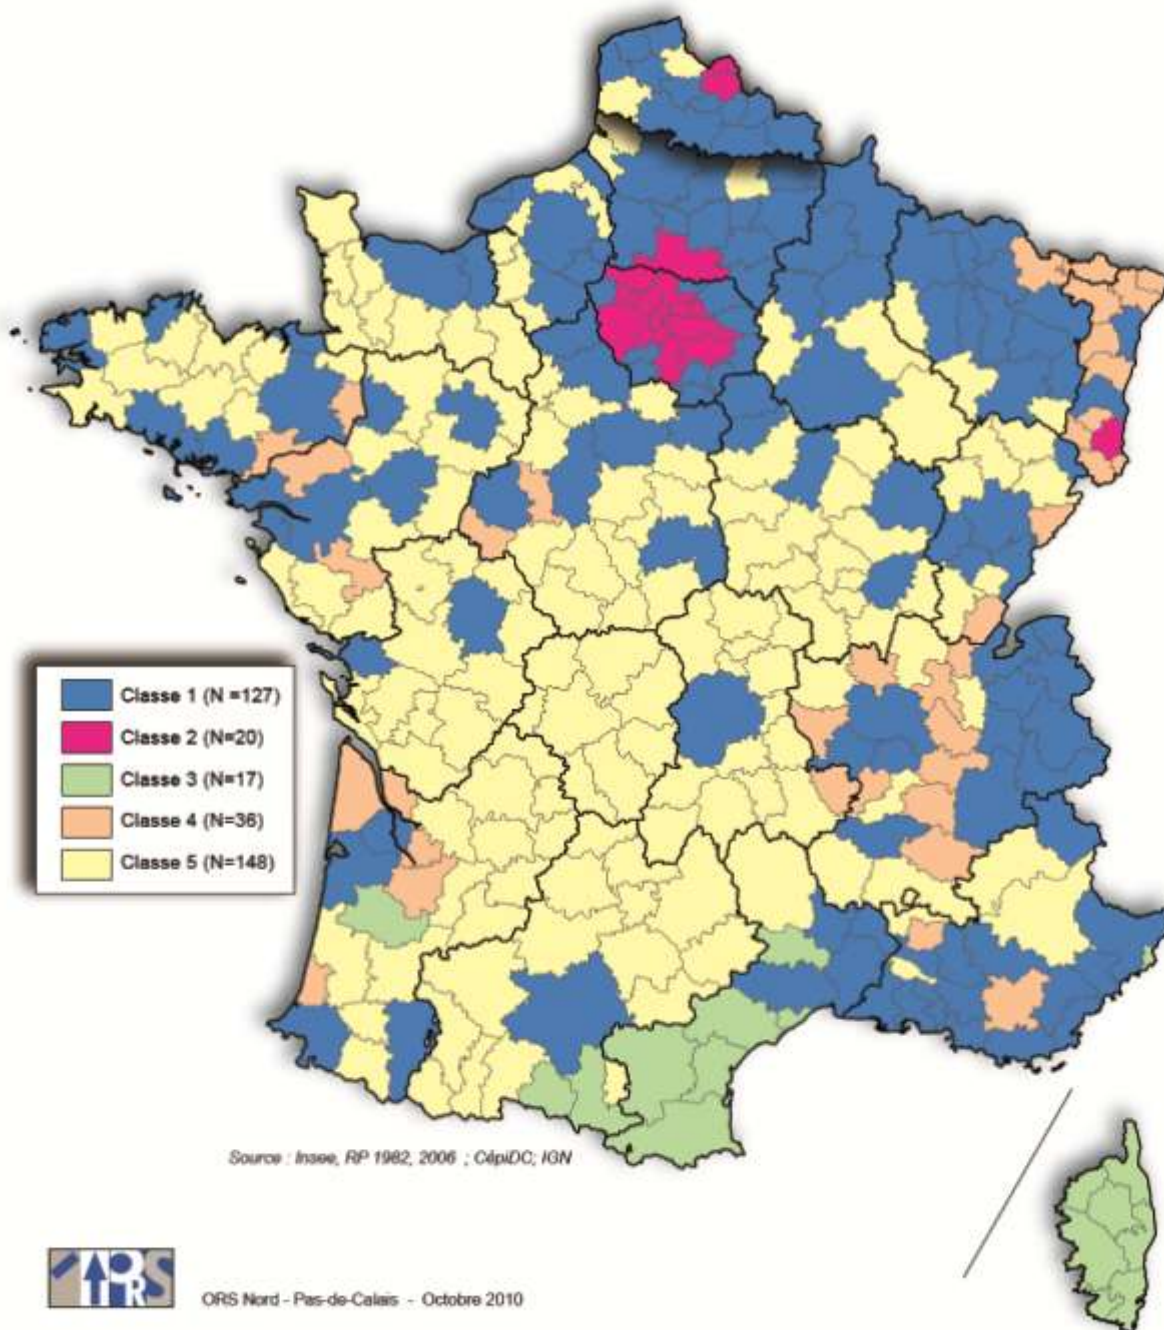 Classe 1 (N =127)
Classe 2 (N=20)
Classe 3 (N=17)
Classe 4 (N=36)
Classe 5 (N=148)
Source : Insee, RP 1982, 2006 ; CépiDC; IGN
ORS
ORS Nord - Pas-de-Calais - Octobre 2010